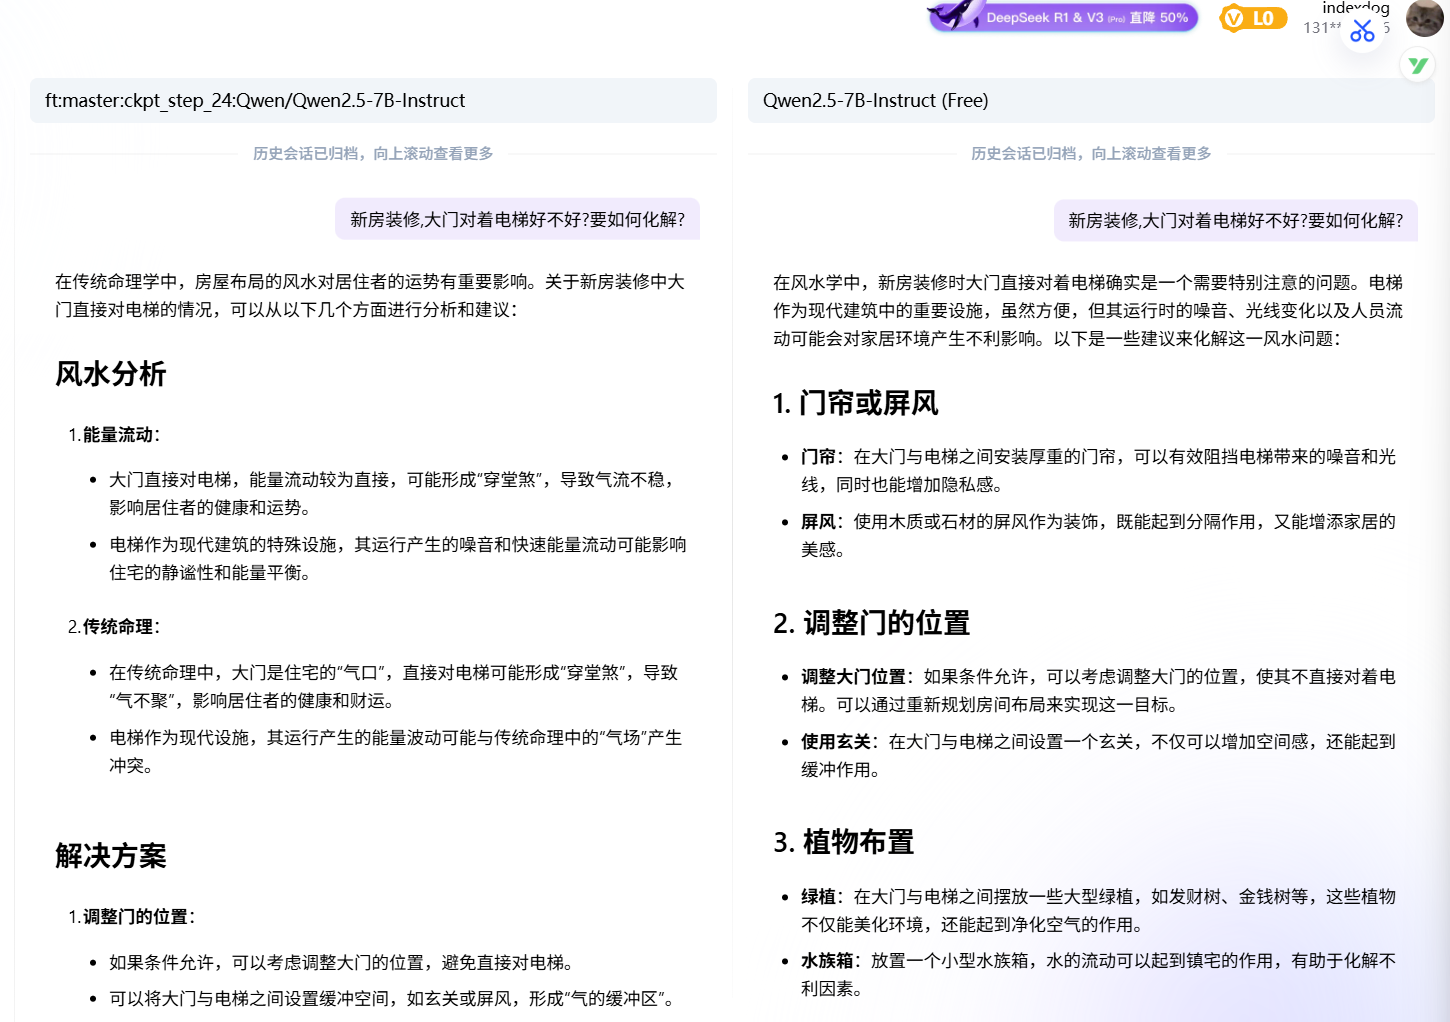 DeepSeek R1 & V3 (Pro) 直降 50%
L0
indexdog
131**
6
ft:master:ckpt_step_24:Qwen/Qwen2.5-7B-Instruct
历史会话已归档，向上滚动查看更多
新房装修,大门对着电梯好不好?要如何化解?
在传统命理学中，房屋布局的风水对居住者的运势有重要影响。关于新房装修中大
门直接对电梯的情况，可以从以下几个方面进行分析和建议：
风水分析
1.能量流动：
• 大门直接对电梯，能量流动较为直接，可能形成“穿堂煞”，导致气流不稳，
影响居住者的健康和运势。
• 电梯作为现代建筑的特殊设施，其运行产生的噪音和快速能量流动可能影响
住宅的静谧性和能量平衡。
2.传统命理：
• 在传统命理中，大门是住宅的“气口”，直接对电梯可能形成“穿堂煞”，导致
“气不聚”，影响居住者的健康和财运。
• 电梯作为现代设施，其运行产生的能量波动可能与传统命理中的“气场”产生
冲突。
解决方案
1.调整门的位置：
• 如果条件允许，可以考虑调整大门的位置，避免直接对电梯。
• 可以将大门与电梯之间设置缓冲空间，如玄关或屏风，形成“气的缓冲区”。
Qwen2.5-7B-Instruct (Free)
历史会话已归档，向上滚动查看更多
新房装修,大门对着电梯好不好?要如何化解?
在风水学中，新房装修时大门直接对着电梯确实是一个需要特别注意的问题。电梯
作为现代建筑中的重要设施，虽然方便，但其运行时的噪音、光线变化以及人员流
动可能会对家居环境产生不利影响。以下是一些建议来化解这一风水问题：
1. 门帘或屏风
• 门帘：在大门与电梯之间安装厚重的门帘，可以有效阻挡电梯带来的噪音和光
线，同时也能增加隐私感。
• 屏风：使用木质或石材的屏风作为装饰，既能起到分隔作用，又能增添家居的
美感。
2. 调整门的位置
• 调整大门位置：如果条件允许，可以考虑调整大门的位置，使其不直接对着电
梯。可以通过重新规划房间布局来实现这一目标。
• 使用玄关：在大门与电梯之间设置一个玄关，不仅可以增加空间感，还能起到
缓冲作用。
3. 植物布置
• 绿植：在大门与电梯之间摆放一些大型绿植，如发财树、金钱树等，这些植物
不仅能美化环境，还能起到净化空气的作用。
• 水族箱：放置一个小型水族箱，水的流动可以起到镇宅的作用，有助于化解不
利因素。